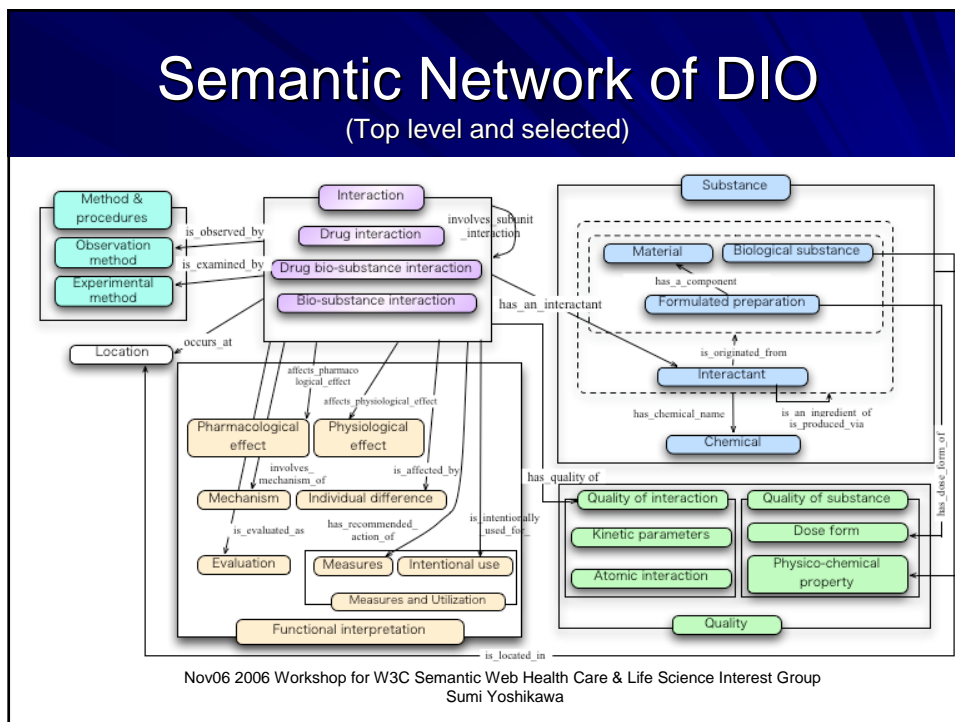 Semantic Network of DIO
(Top level and selected)
Method &
procedures
Observation
method
Experimental
method
Location
is_observed_by
is_examined_by
occurs_at
Interaction
Drug interaction
Drug bio-substance interaction
Bio-substance interaction
involves_subunit
_interaction
has_an_interactant
Substance
Material
Biological substance
has_a_component
Formulated preparation
is_originated_from
Interactant
has_chemical_name
is_an_ingredient of
is_produced_via
Chemical
has_dose_form_of
affects_pharmaco
logical_effect
affects_physiological_effect
Pharmacological
effect
Physiological
effect
involves_
mechanism_of
is_affected_by
Mechanism
Individual difference
is_evaluated_as
has_recommended_
action_of
is_intentionally
_used_for_
Evaluation
Measures
Intentional use
Measures and Utilization
Functional interpretation
has_quality of
Quality of interaction
Kinetic parameters
Atomic interaction
Quality of substance
Dose form
Physico-chemical
property
Quality
is_located_in
Nov06 2006 Workshop for W3C Semantic Web Health Care & Life Science Interest Group
Sumi Yoshikawa